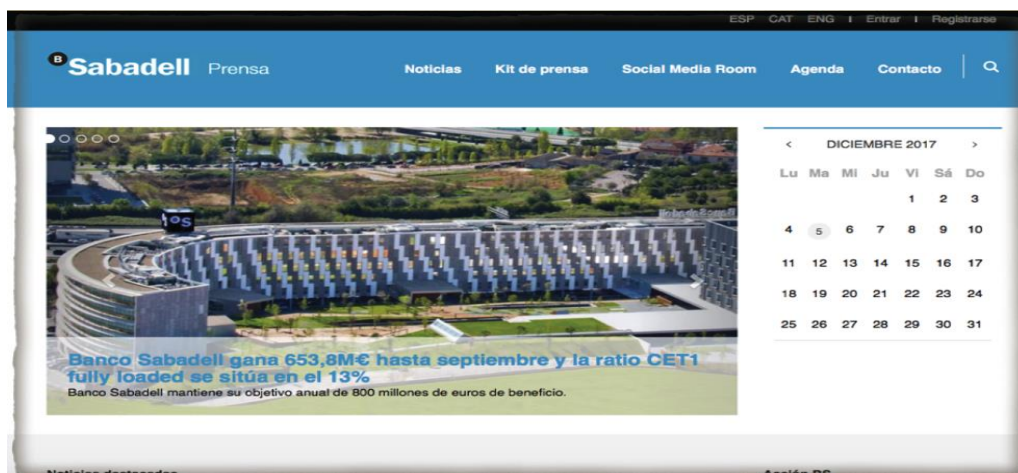 ESP CAT ENG I Entrar I Registrarse
B Sabadell Prensa Noticias Kit de prensa Social Media Room Agenda Contacto
< DICIEMBRE 2017 >
Lu Ma Mi Ju Vi Sá Do
1 2 3
4 5 6 7 8 9 10
11 12 13 14 15 16 17
18 19 20 21 22 23 24
25 26 27 28 29 30 31
Banco Sabadell gana 653,8M€ hasta septiembre y la ratio CET1
fully loaded se sitúa en el 13%
Banco Sabadell mantiene su objetivo anual de 800 millones de euros de beneficio.
Noticias destacadas Acción BS